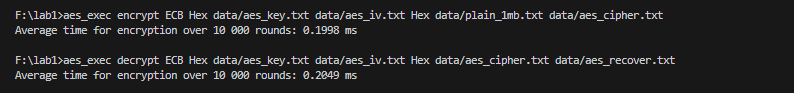 F:\lab1>aes_exec encrypt ECB Hex data/aes_key.txt data/aes_iv.txt Hex data/plain_1mb.txt data/aes_cipher.txt
Average time for encryption over 10 000 rounds: 0.1998 ms
F:\lab1>aes_exec decrypt ECB Hex data/aes_key.txt data/aes_iv.txt Hex data/aes_cipher.txt data/aes_recover.txt
Average time for encryption over 10 000 rounds: 0.2049 ms